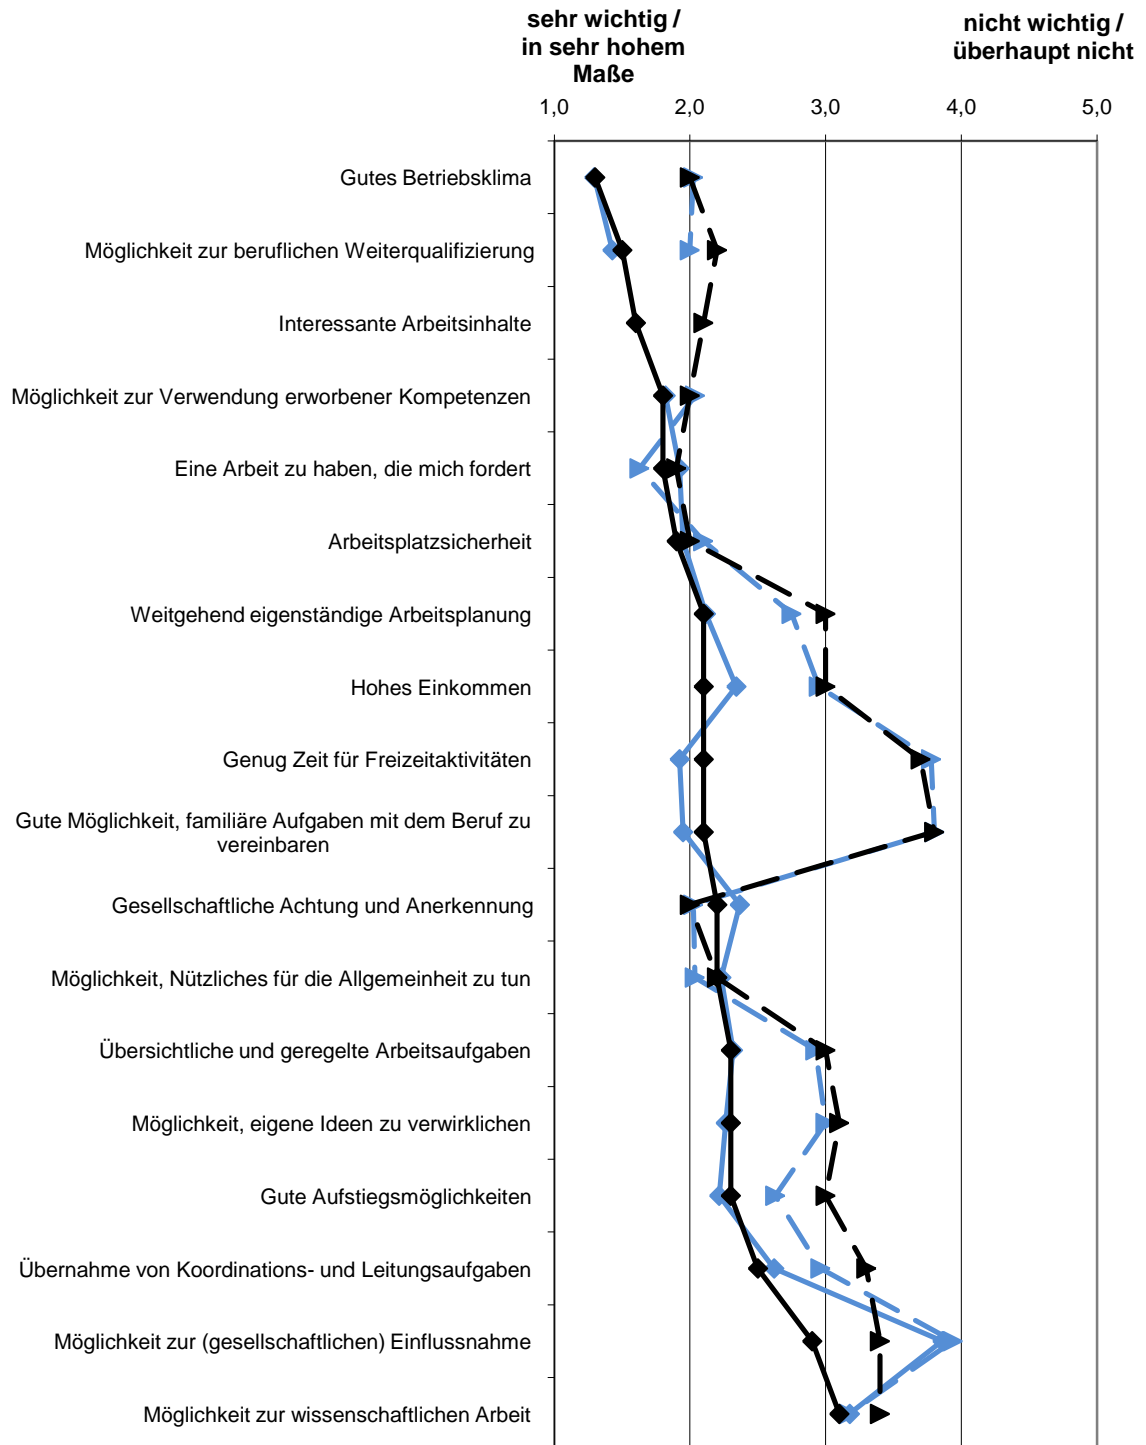 sehr wichtig /
in sehr hohem
Maße
nicht wichtig /
überhaupt nicht
1,0 2,0 3,0 4,0 5,0
Gutes Betriebsklima
Möglichkeit zur beruflichen Weiterqualifizierung
Interessante Arbeitsinhalte
Möglichkeit zur Verwendung erworbener Kompetenzen
Eine Arbeit zu haben, die mich fordert
Arbeitsplatzsicherheit
Weitgehend eigenständige Arbeitsplanung
Hohes Einkommen
Genug Zeit für Freizeitaktivitäten
Gute Möglichkeit, familiäre Aufgaben mit dem Beruf zu
vereinbaren
Gesellschaftliche Achtung und Anerkennung
Möglichkeit, Nützliches für die Allgemeinheit zu tun
Übersichtliche und geregelte Arbeitsaufgaben
Möglichkeit, eigene Ideen zu verwirklichen
Gute Aufstiegsmöglichkeiten
Übernahme von Koordinations- und Leitungsaufgaben
Möglichkeit zur (gesellschaftlichen) Einflussnahme
Möglichkeit zur wissenschaftlichen Arbeit